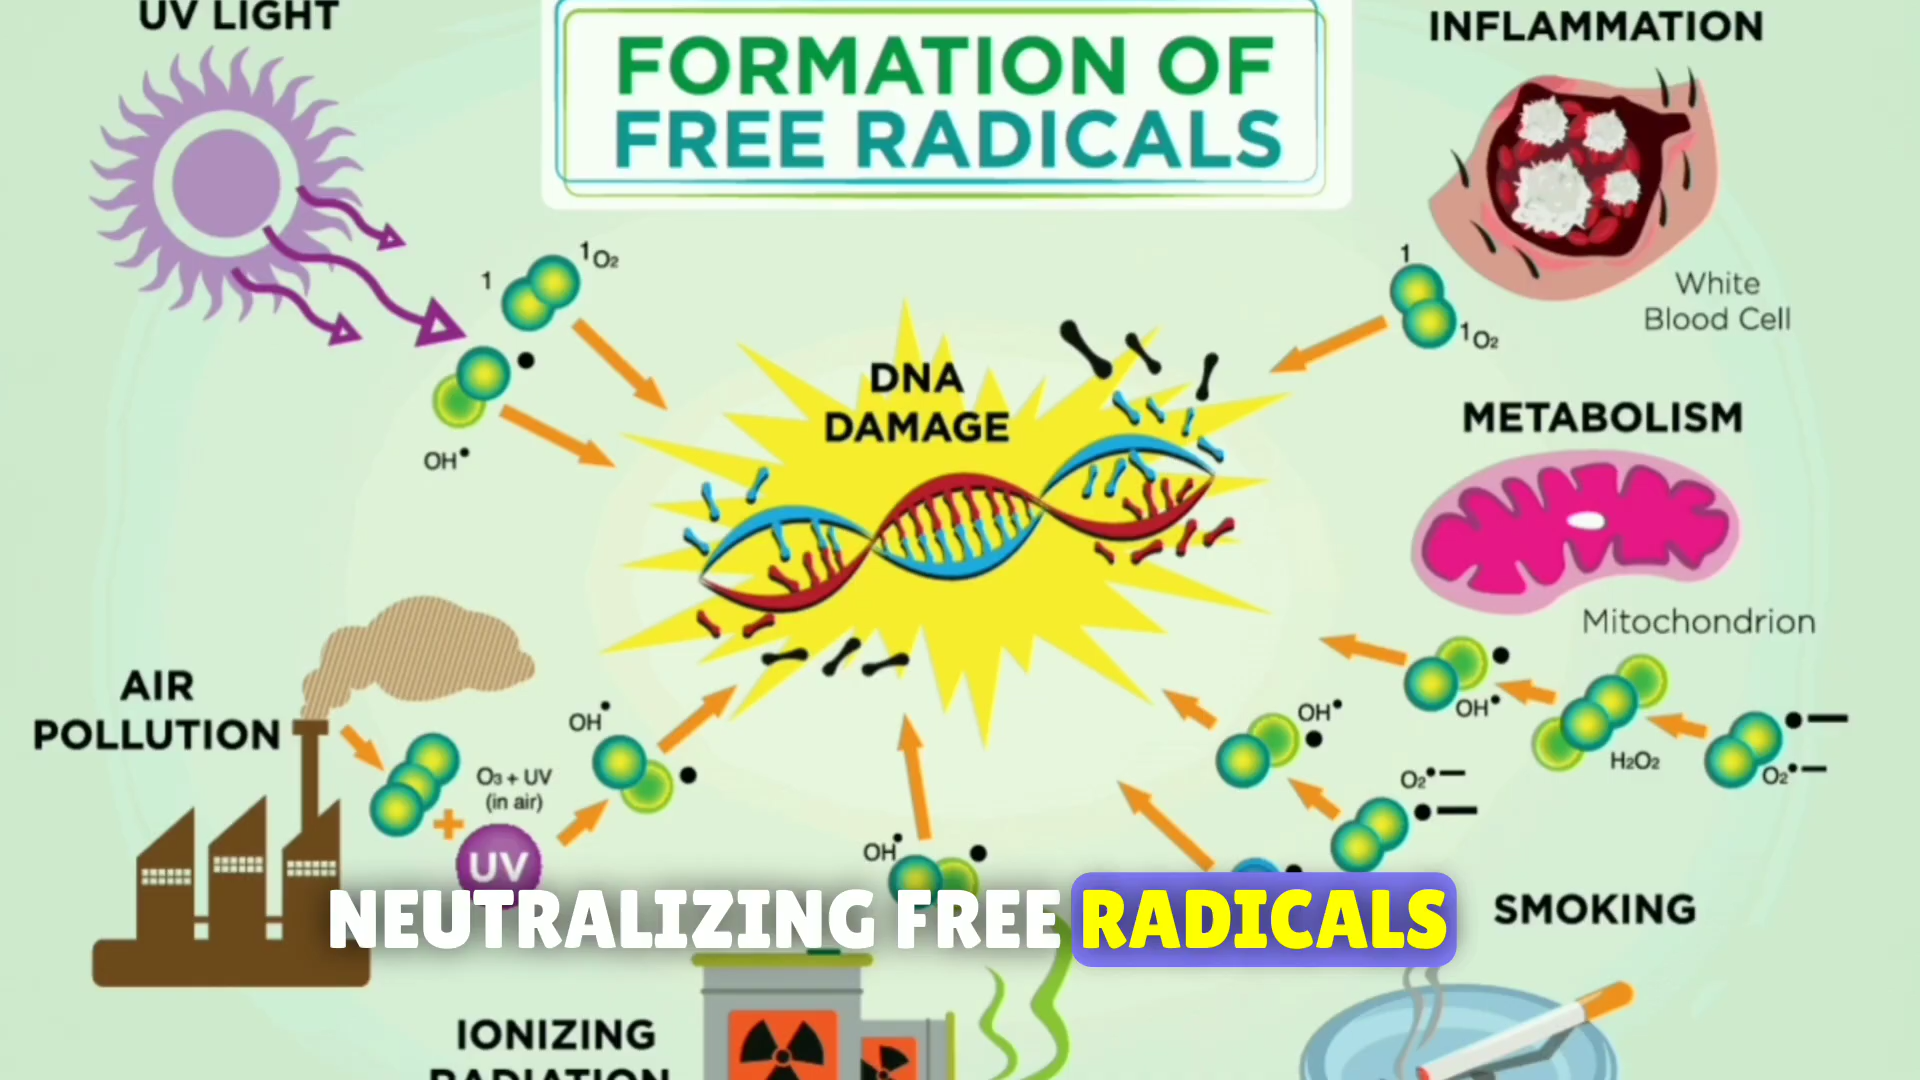 UV LIGHT
FORMATION OF
FREE RADICALS
INFLAMMATION
1
1O2
1
1O2
White
Blood Cell
OH•
DNA
DAMAGE
METABOLISM
Mitochondrion
AIR
POLLUTION
O3 + UV
(in air)
UV
OH•
OH•
OH•
O2•—
OH•
H2O2
O2•—
NEUTRALIZING FREE RADICALS
SMOKING
IONIZING
RADIATION